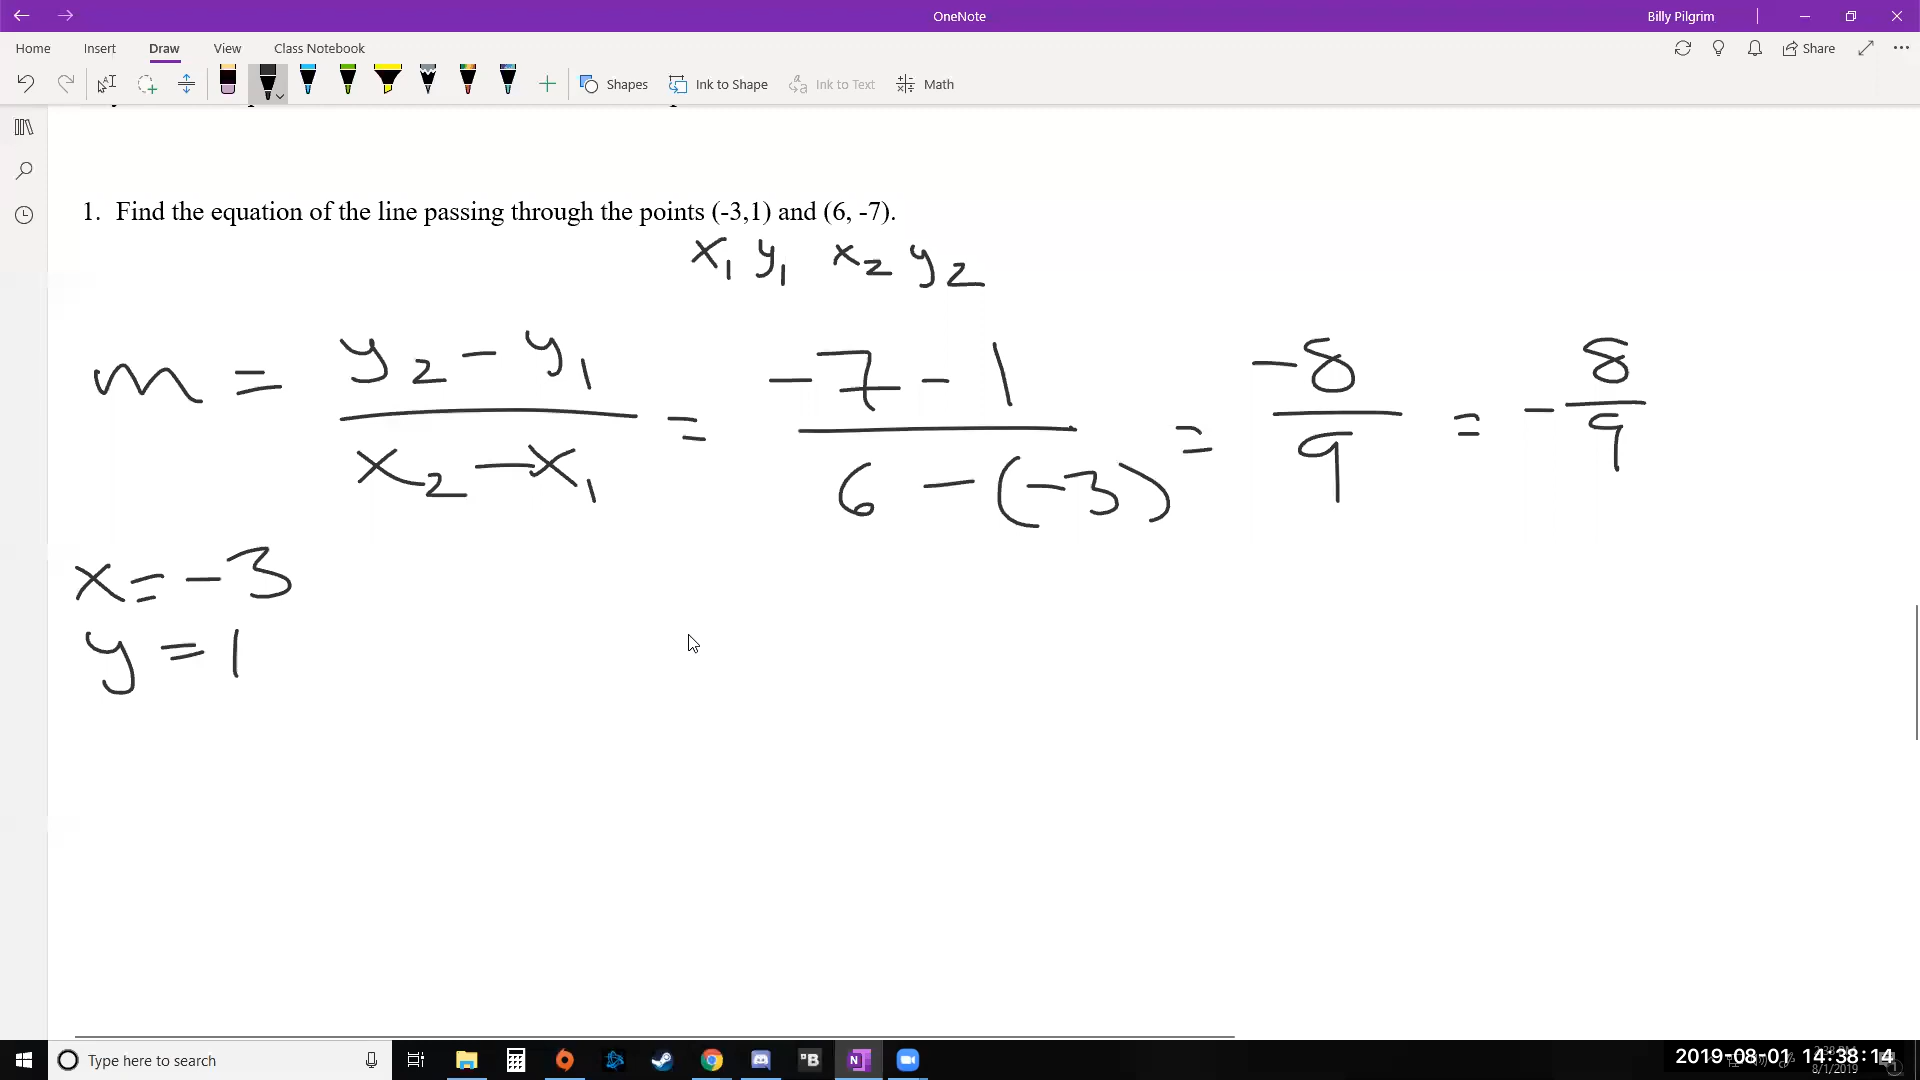 OneNote
Billy Pilgrim
Home Insert Draw View Class Notebook
Share
Shapes Ink to Shape Ink to Text Math
1. Find the equation of the line passing through the points (-3,1) and (6, -7).
x₁ y₁ x₂ y₂
m = (y₂ - y₁)/(x₂ - x₁) = (-7 - 1)/(6 - (-3)) = -8/9 = -8/9
x = -3
y = 1
Type here to search
2019-08-01 14:38:14
8/1/2019